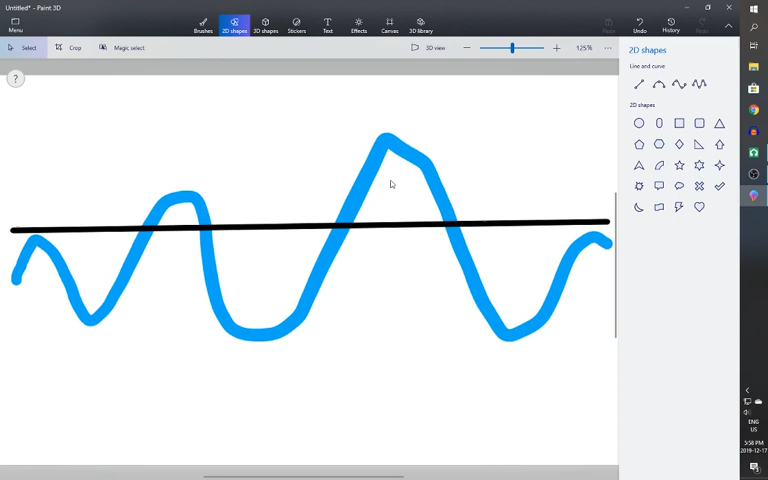 Untitled* - Paint 3D
Menu
Brushes
2D shapes
3D shapes
Stickers
Text
Effects
Canvas
3D library
Undo
History
Select
Crop
Magic select
3D view
125%
2D shapes
Line and curve
2D shapes
?
ENG
US
5:58 PM
2019-12-17